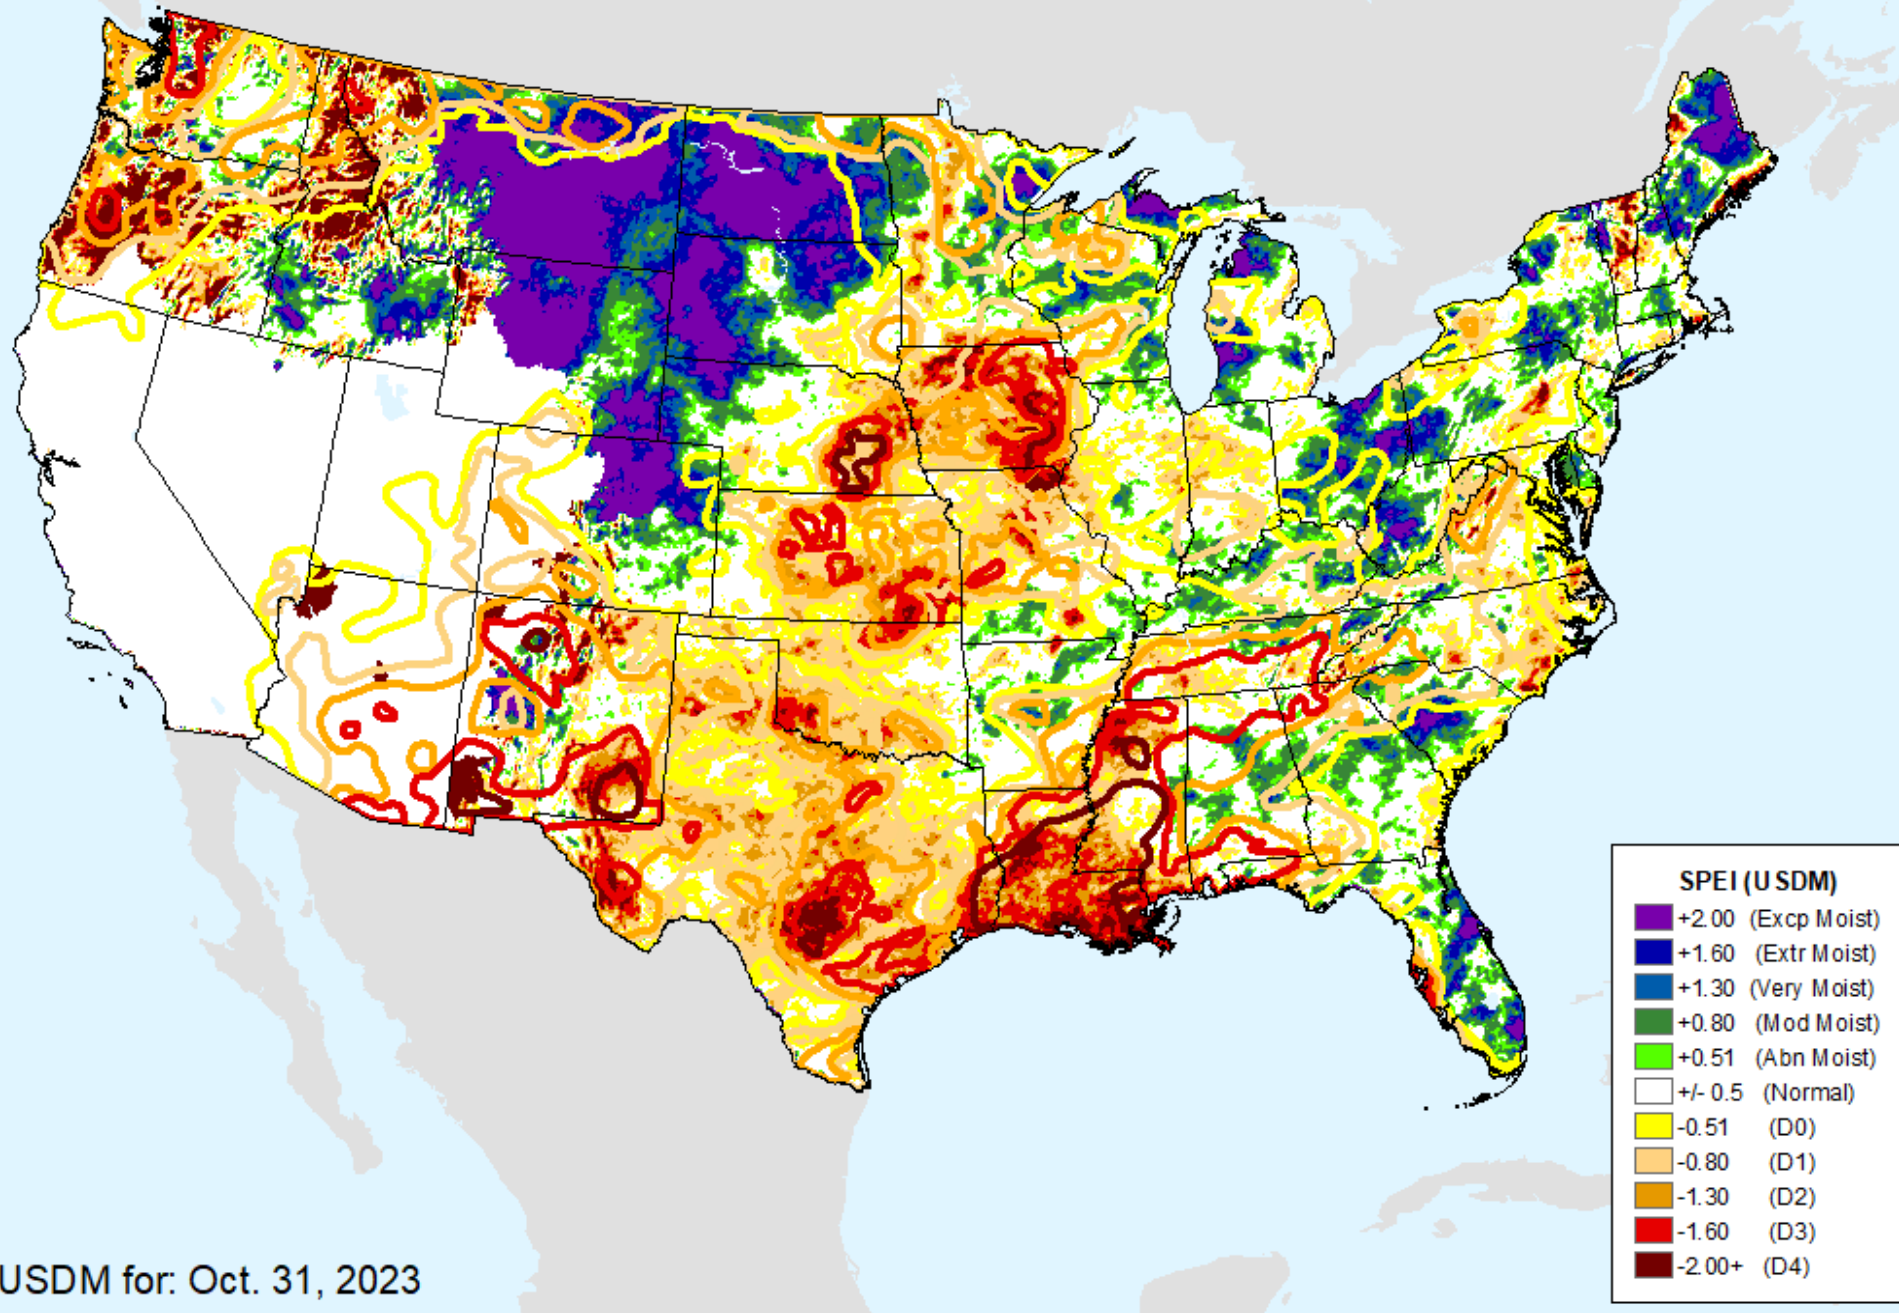 SPEI (USDM)
+2.00 (Excp Moist)
+1.60 (Extr Moist)
+1.30 (Very Moist)
+0.80 (Mod Moist)
+0.51 (Abn Moist)
+/- 0.5 (Normal)
-0.51 (D0)
-0.80 (D1)
-1.30 (D2)
-1.60 (D3)
-2.00+ (D4)
USDM for: Oct. 31, 2023